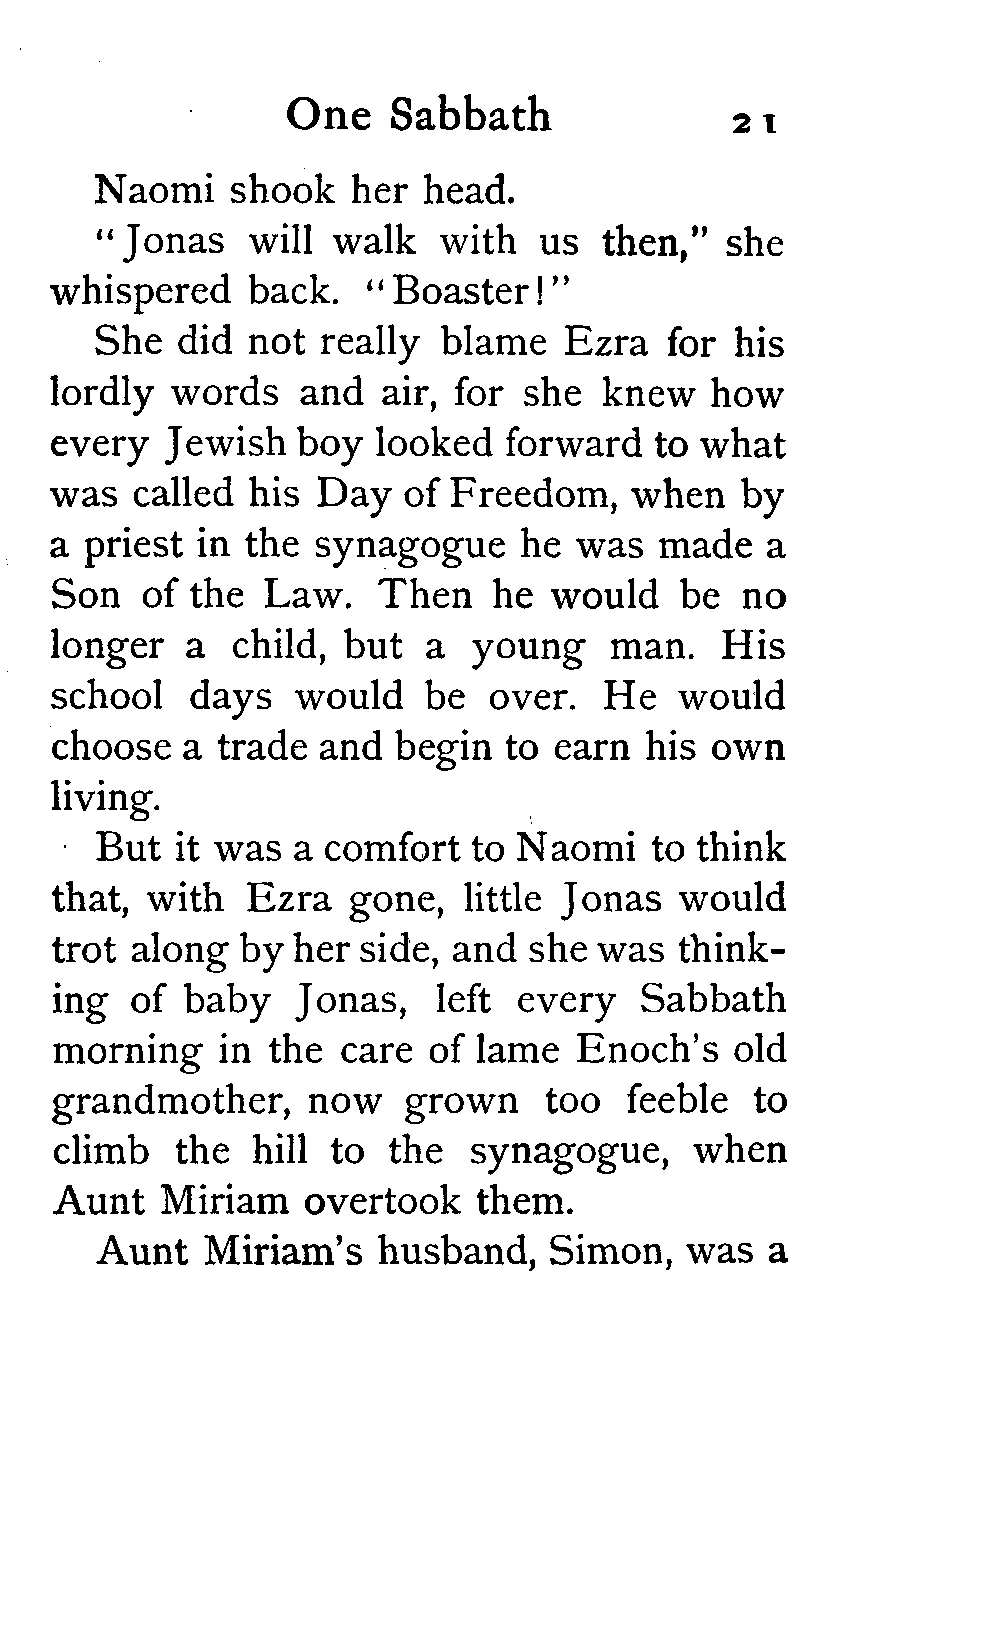 One Sabbath 21
Naomi shook her head.
"Jonas will walk with us then," she
whispered back. "Boaster!"
She did not really blame Ezra for his
lordly words and air, for she knew how
every Jewish boy looked forward to what
was called his Day of Freedom, when by
a priest in the synagogue he was made a
Son of the Law. Then he would be no
longer a child, but a young man. His
school days would be over. He would
choose a trade and begin to earn his own
living.
But it was a comfort to Naomi to think
that, with Ezra gone, little Jonas would
trot along by her side, and she was think-
ing of baby Jonas, left every Sabbath
morning in the care of lame Enoch's old
grandmother, now grown too feeble to
climb the hill to the synagogue, when
Aunt Miriam overtook them.
Aunt Miriam's husband, Simon, was a